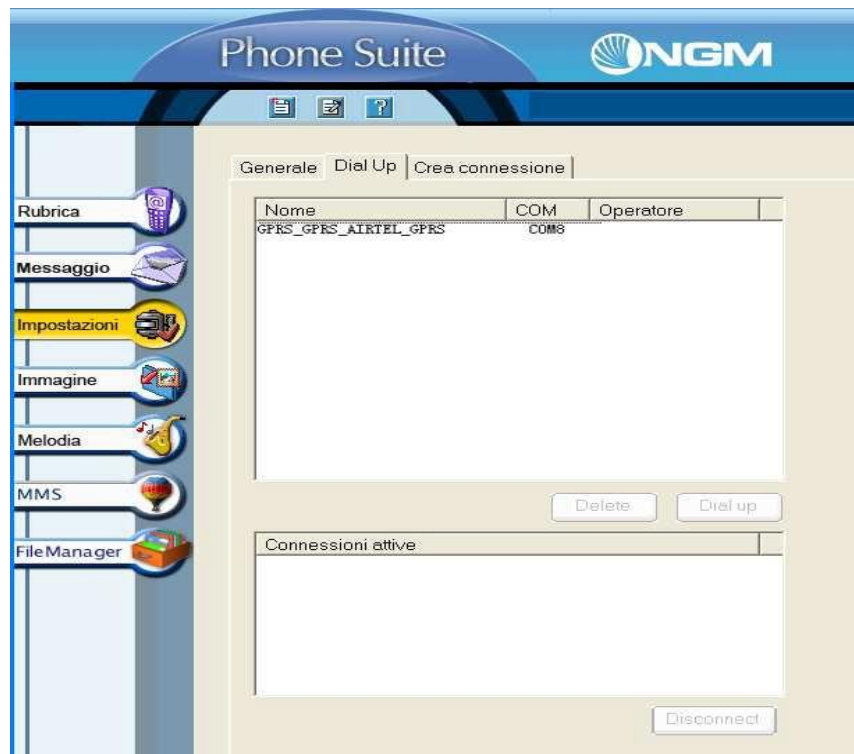 Phone Suite
NGM
?
Generale Dial Up Crea connessione
Rubrica
Messaggio
Impostazioni
Immagine
Melodia
MMS
FileManager
Nome COM Operatore
GPRS_GPRS_AIRTEL_GPRS COM8
Delete Dial up
Connessioni attive
Disconnect